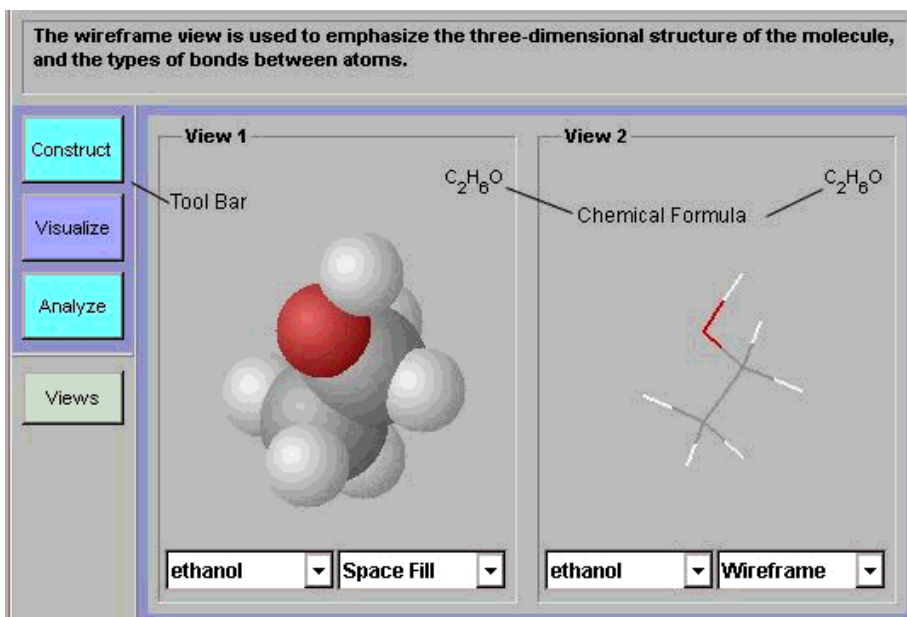 The wireframe view is used to emphasize the three-dimensional structure of the molecule,
and the types of bonds between atoms.
Construct
Visualize
Analyze
Views
Tool Bar
View 1
C₂H₆O
Chemical Formula
View 2
C₂H₆O
ethanol
Space Fill
ethanol
Wireframe